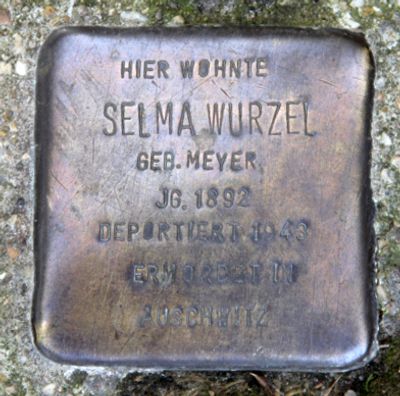 HIER WOHNTE
SELMA WURZEL
GEB. MEYER
JG. 1892
DEPORTIERT 1943
ERMORDET IN
AUSCHWITZ